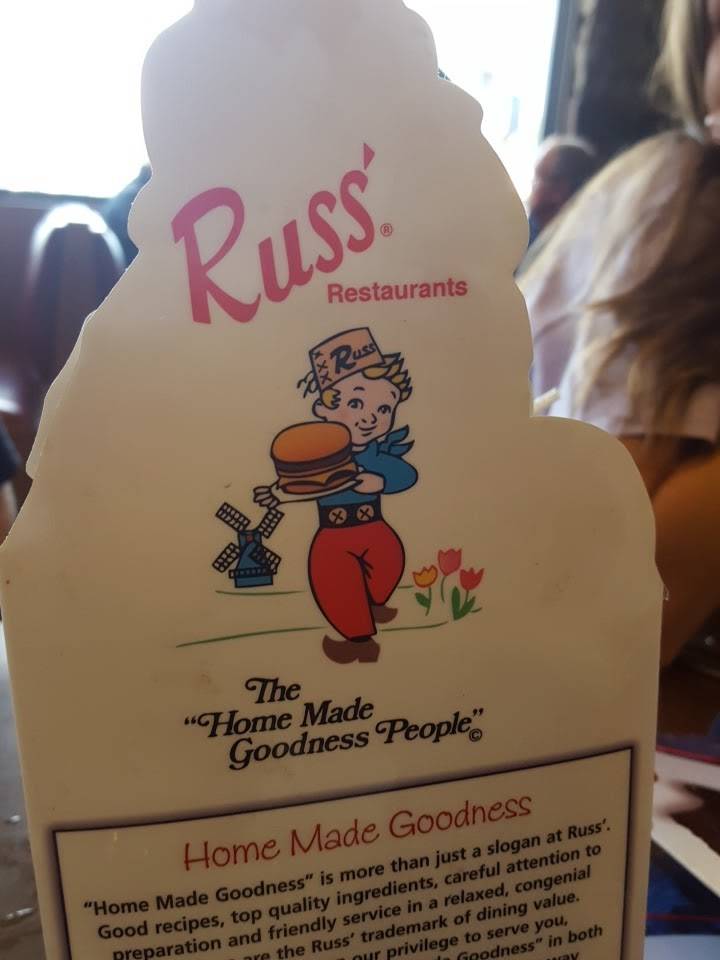 Russ'®
Restaurants
Russ
The
"Home Made
Goodness People"©
Home Made Goodness
"Home Made Goodness" is more than just a slogan at Russ'.
Good recipes, top quality ingredients, careful attention to
preparation and friendly service in a relaxed, congenial
are the Russ' trademark of dining value.
our privilege to serve you,
Goodness" in both
way